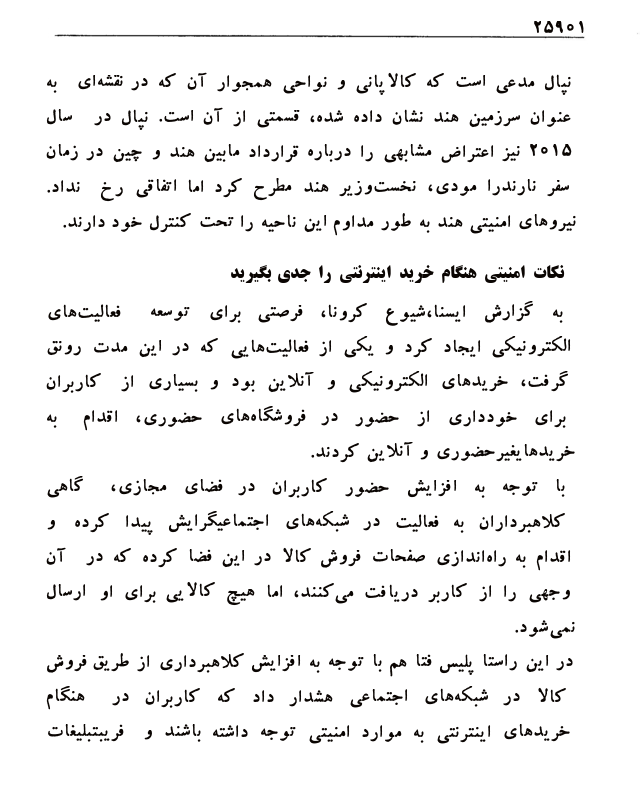 ۲۵۹۰۱
نپال مدعی است که کالاپانی و نواحی همجوار آن که در نقشه‌ای به
عنوان سرزمین هند نشان داده شده، قسمتی از آن است. نپال در سال
۲۰۱۵ نیز اعتراض مشابهی را درباره قرارداد مابین هند و چین در زمان
سفر نارندرا مودی، نخست‌وزیر هند مطرح کرد اما اتفاقی رخ نداد.
نیروهای امنیتی هند به طور مداوم این ناحیه را تحت کنترل خود دارند.
نکات امنیتی هنگام خرید اینترنتی را جدی بگیرید
به گزارش ایسنا،شیوع کرونا، فرصتی برای توسعه فعالیت‌های
الکترونیکی ایجاد کرد و یکی از فعالیت‌هایی که در این مدت رونق
گرفت، خریدهای الکترونیکی و آنلاین بود و بسیاری از کاربران
برای خودداری از حضور در فروشگاه‌های حضوری، اقدام به
خریدهایغیرحضوری و آنلاین کردند.
با توجه به افزایش حضور کاربران در فضای مجازی، گاهی
کلاهبرداران به فعالیت در شبکه‌های اجتماعیگرایش پیدا کرده و
اقدام به راه‌اندازی صفحات فروش کالا در این فضا کرده که در آن
وجهی را از کاربر دریافت می‌کنند، اما هیچ کالایی برای او ارسال
نمی‌شود.
در این راستا پلیس فتا هم با توجه به افزایش کلاهبرداری از طریق فروش
کالا در شبکه‌های اجتماعی هشدار داد که کاربران در هنگام
خریدهای اینترنتی به موارد امنیتی توجه داشته باشند و فریبتبلیغات